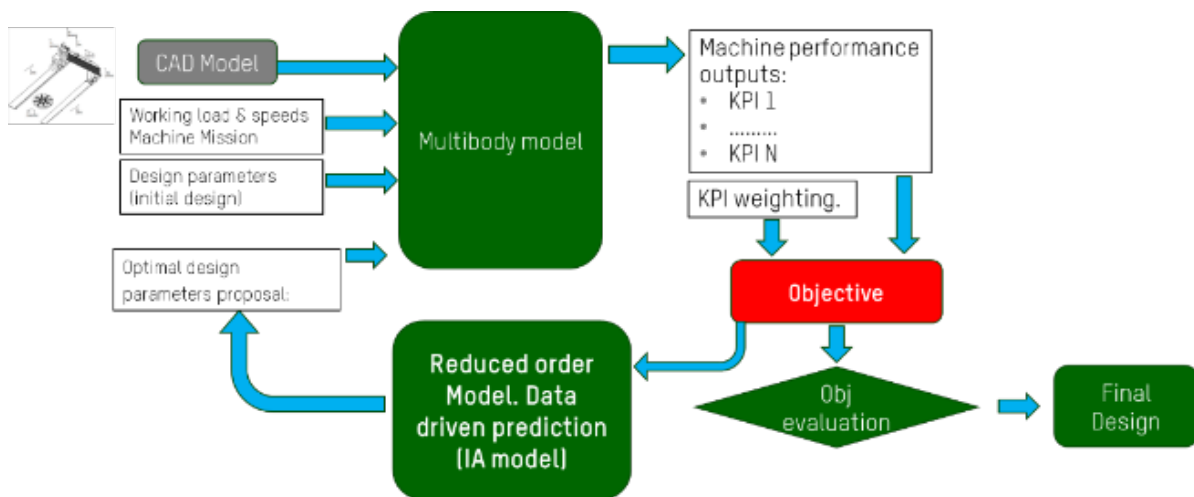 CAD Model
Working load & speeds
Machine Mission
Design parameters
(initial design)
Optimal design
parameters proposal:
Multibody model
Machine performance
outputs:
• KPI 1
• .........
• KPI N
KPI weighting.
Objective
Obj
evaluation
Final
Design
Reduced order
Model. Data
driven prediction
(IA model)